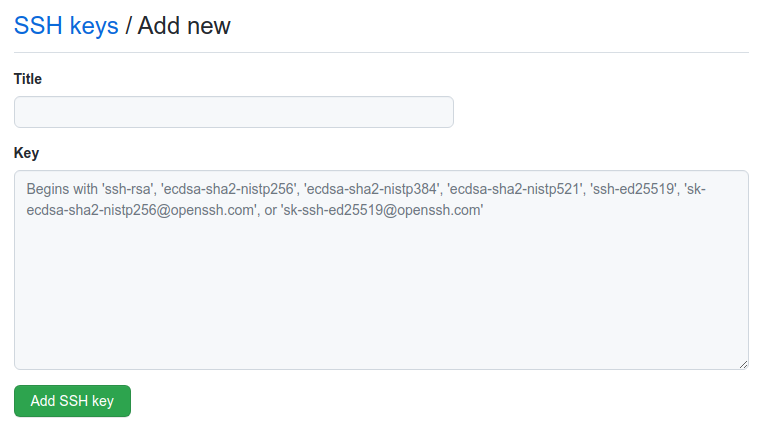 SSH keys / Add new
Title
Key
Begins with 'ssh-rsa', 'ecdsa-sha2-nistp256', 'ecdsa-sha2-nistp384', 'ecdsa-sha2-nistp521', 'ssh-ed25519', 'sk-
ecdsa-sha2-nistp256@openssh.com', or 'sk-ssh-ed25519@openssh.com'
Add SSH key